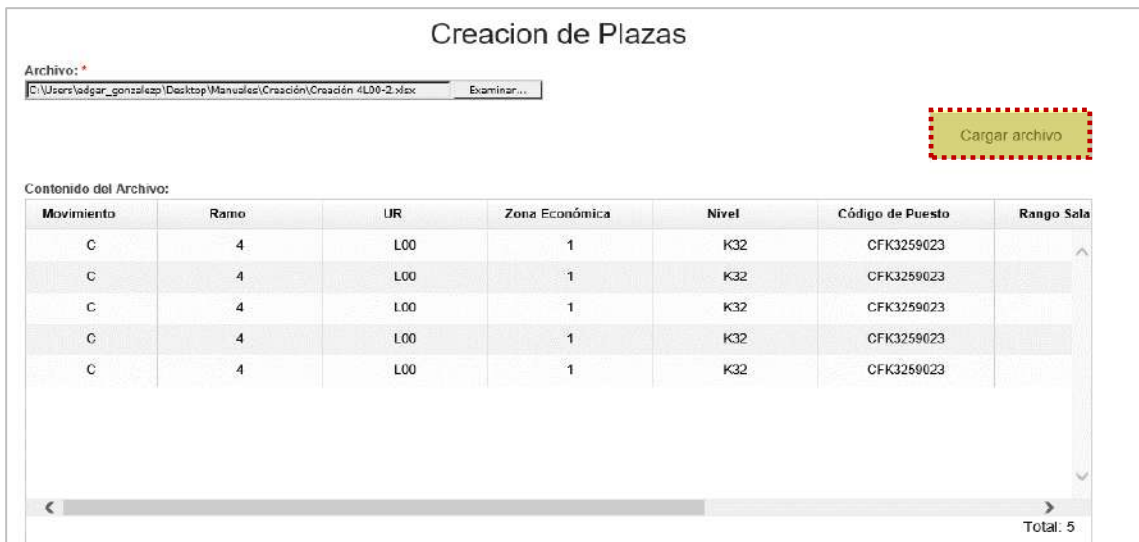 Creacion de Plazas
Archivo: *
C:\Users\edgar_gonzalezp\Desktop\Manuales\Creación\Creación 4L00-2.xlsx Examinar...
Cargar archivo
Contenido del Archivo:
Movimiento Ramo UR Zona Económica Nivel Código de Puesto Rango Sala
C 4 L00 1 K32 CFK3259023
C 4 L00 1 K32 CFK3259023
C 4 L00 1 K32 CFK3259023
C 4 L00 1 K32 CFK3259023
C 4 L00 1 K32 CFK3259023
Total: 5